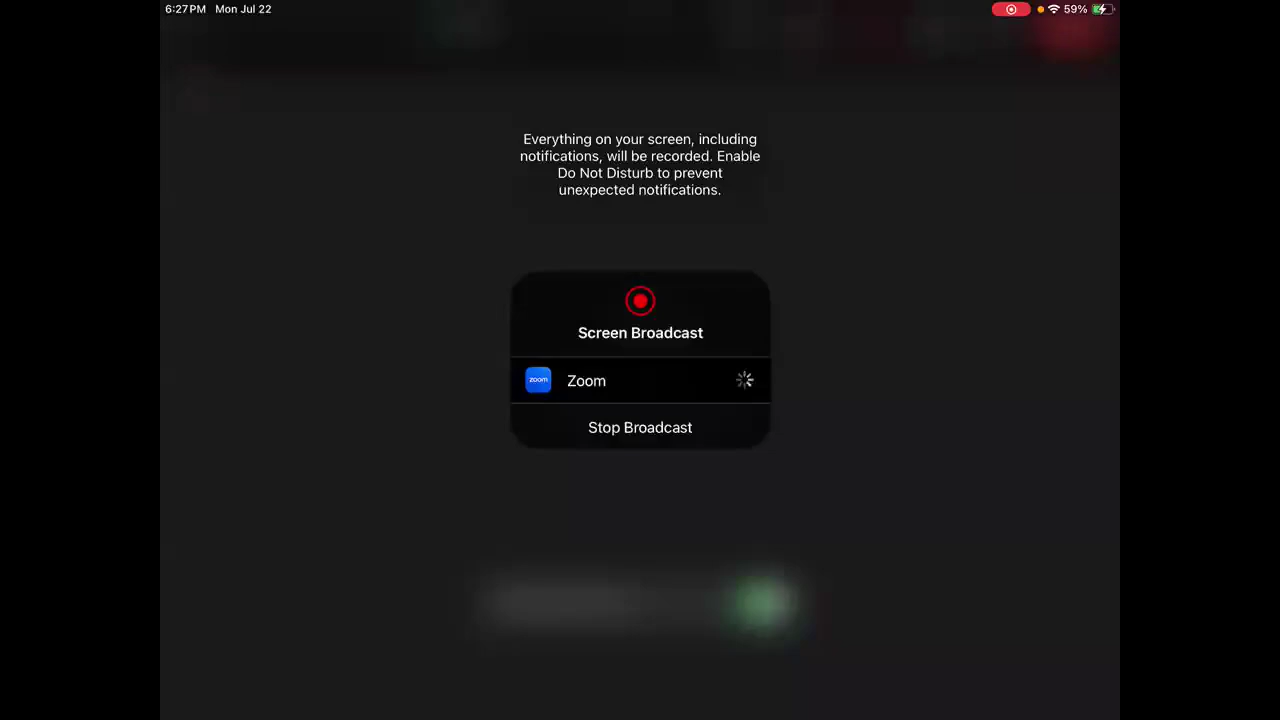 6:27 PM Mon Jul 22 59%
Everything on your screen, including
notifications, will be recorded. Enable
Do Not Disturb to prevent
unexpected notifications.
Screen Broadcast
zoom Zoom
Stop Broadcast